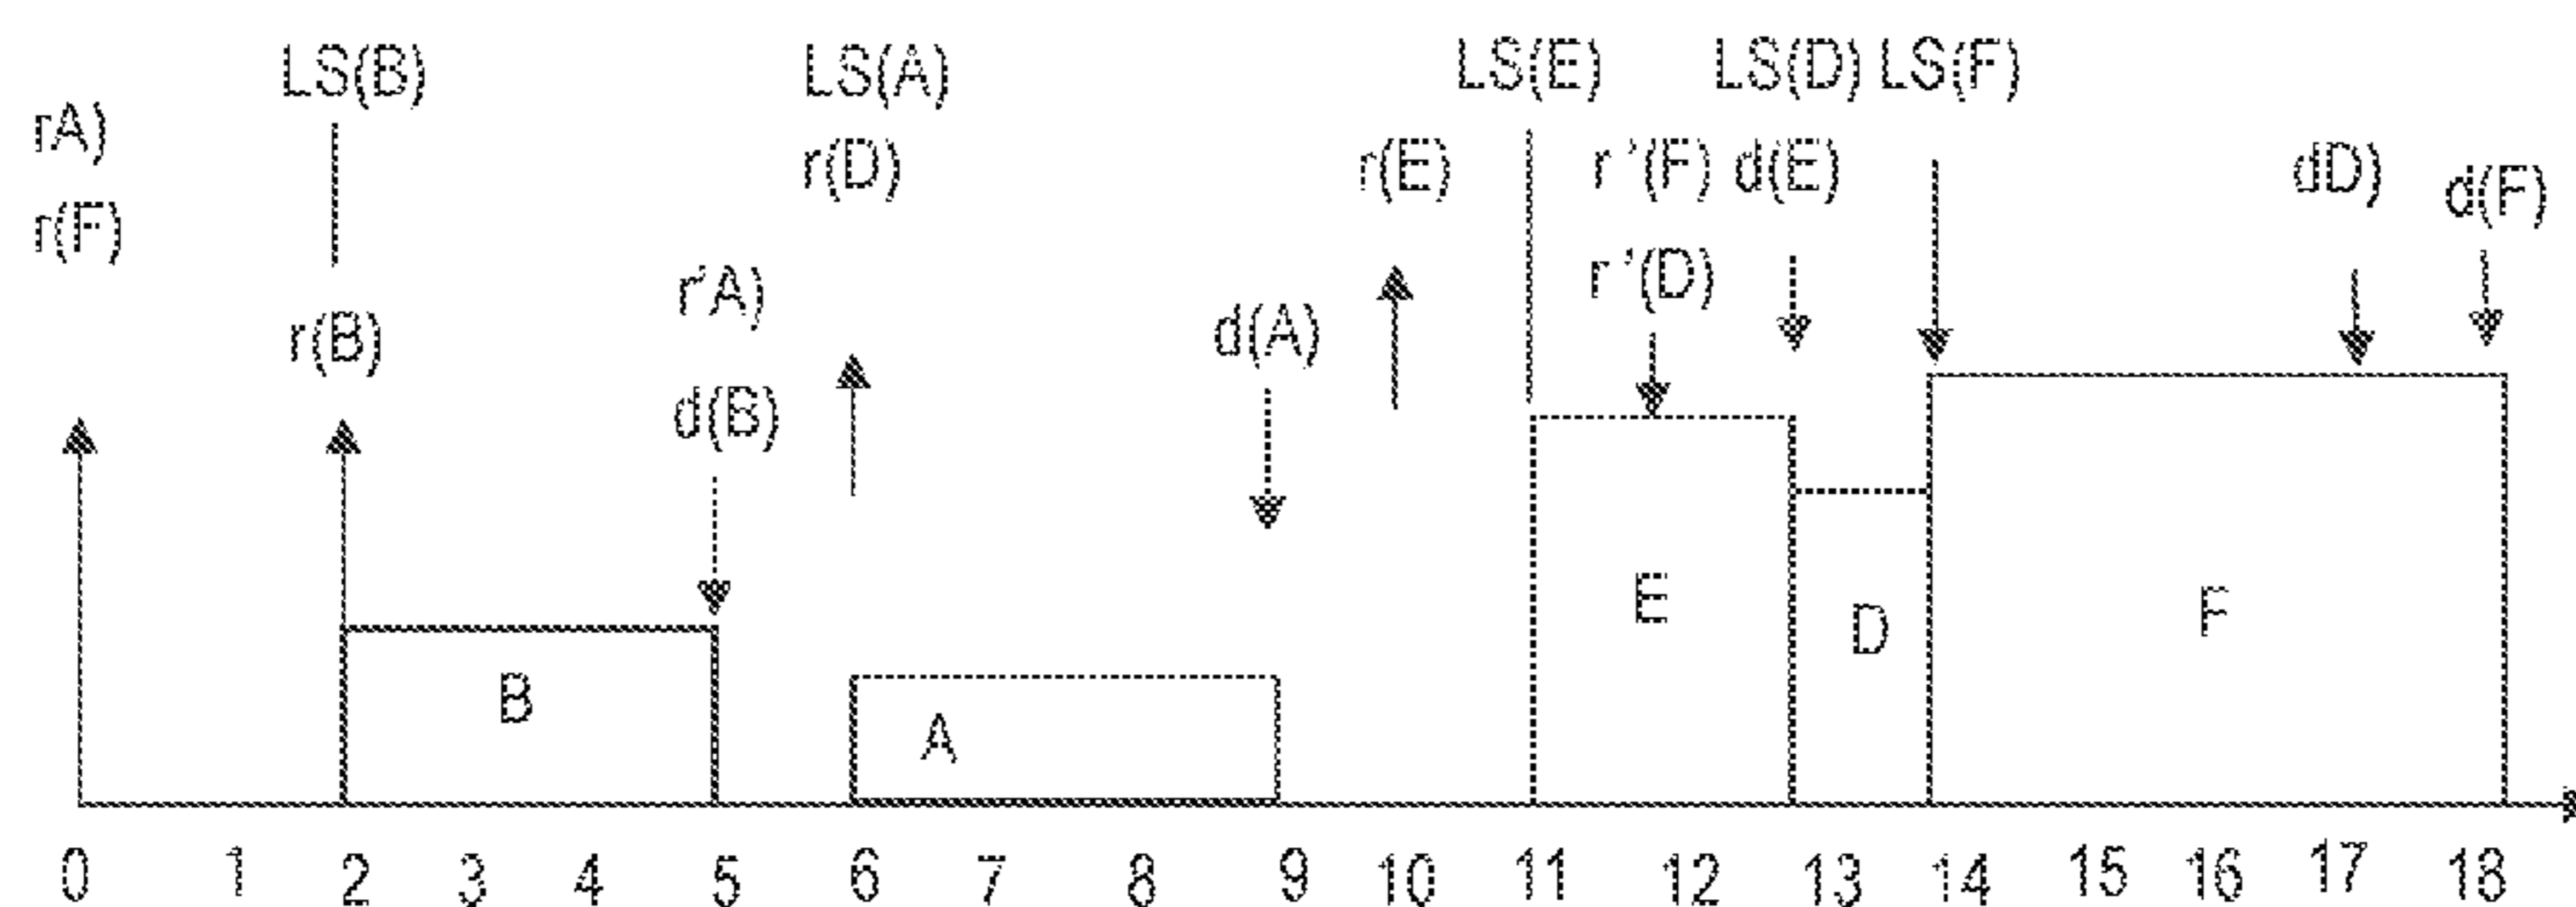 LS(B) LS(A) LS(E) LS(D) LS(F)
rA) r(D) r(E) r'(F) d(E) dD) d(F)
r(F) r'A) r'(D)
r(B) d(A)
d(B)
B A E D F
0 1 2 3 4 5 6 7 8 9 10 11 12 13 14 15 16 17 18